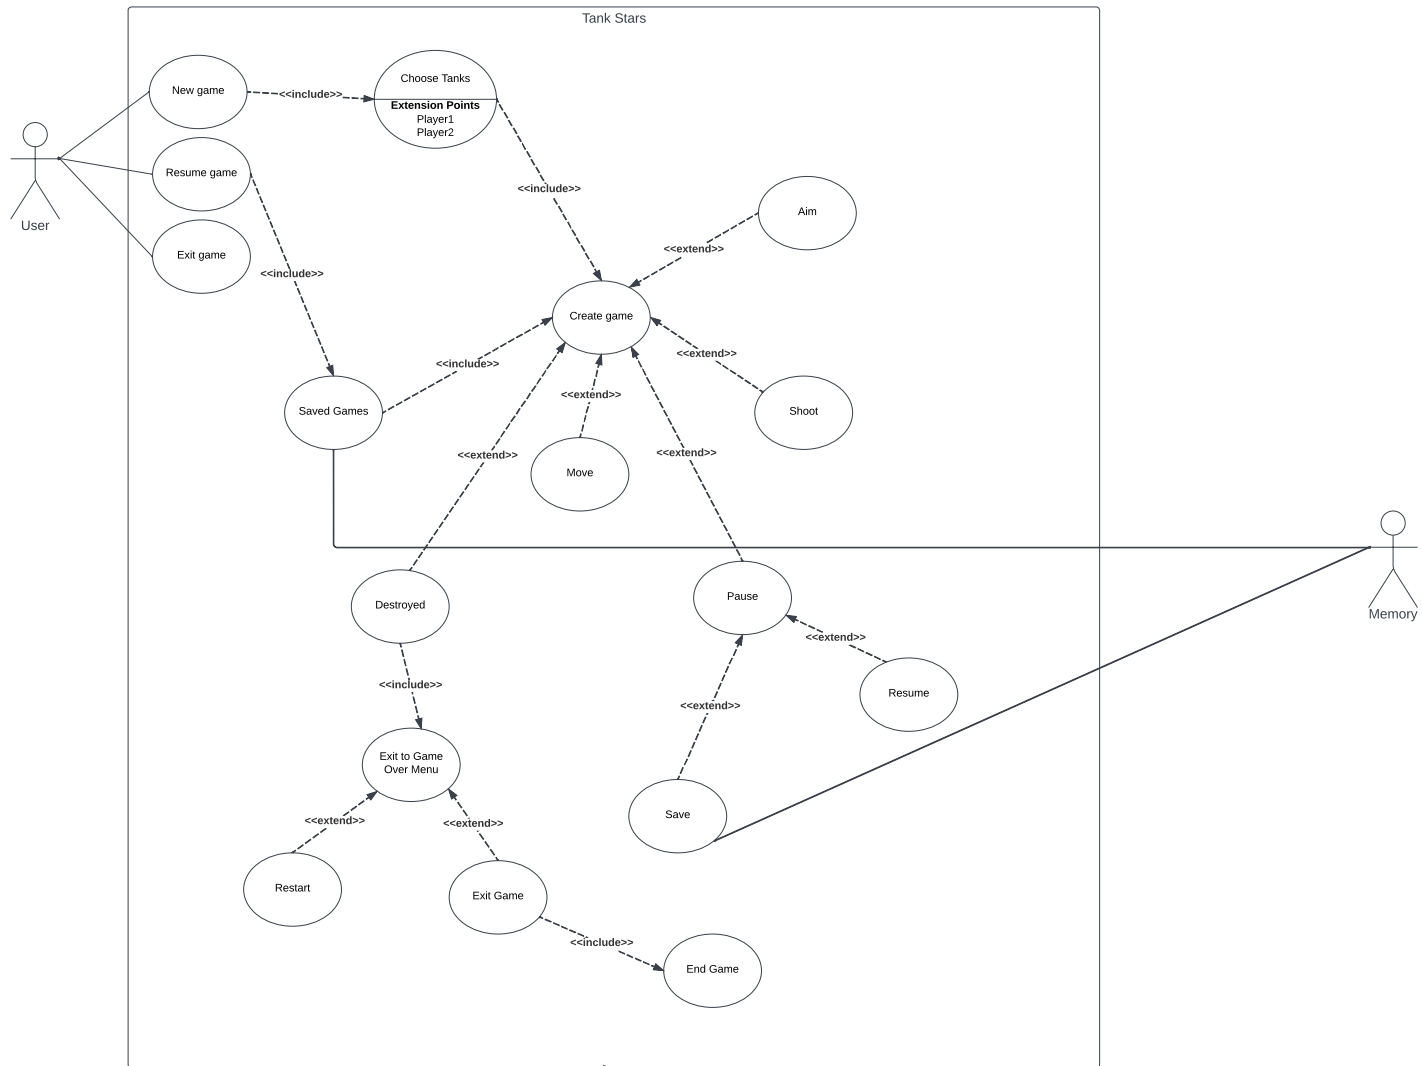 Tank Stars
New game
<<include>>
Choose Tanks
Extension Points
Player1
Player2
User
Resume game
Exit game
<<include>>
<<include>>
Aim
<<extend>>
Create game
<<include>>
<<extend>>
<<extend>>
Saved Games
Shoot
<<extend>>
Move
<<extend>>
Memory
Destroyed
Pause
<<extend>>
Resume
<<include>>
<<extend>>
Exit to Game
Over Menu
Save
<<extend>>
<<extend>>
Restart
Exit Game
<<include>>
End Game